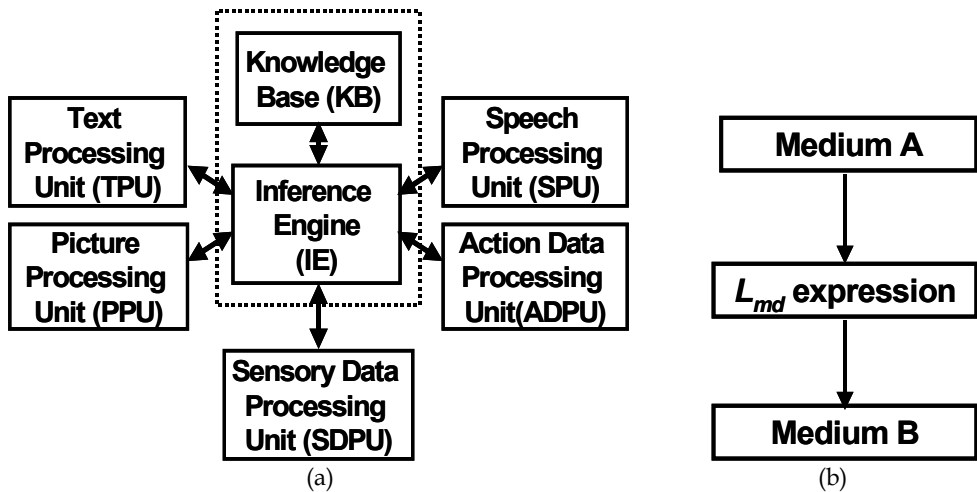 Knowledge
Base (KB)
Text
Processing
Unit (TPU)
Speech
Processing
Unit (SPU)
Inference
Engine
(IE)
Picture
Processing
Unit (PPU)
Action Data
Processing
Unit(ADPU)
Sensory Data
Processing
Unit (SDPU)
(a)
Medium A
L_md expression
Medium B
(b)